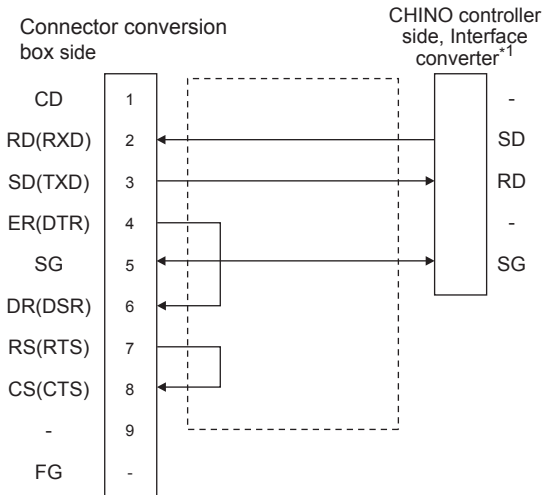 Connector conversion
box side
CHINO controller
side, Interface
converter*1
CD 1 -
RD(RXD) 2 SD
SD(TXD) 3 RD
ER(DTR) 4 -
SG 5 SG
DR(DSR) 6
RS(RTS) 7
CS(CTS) 8
- 9
FG -